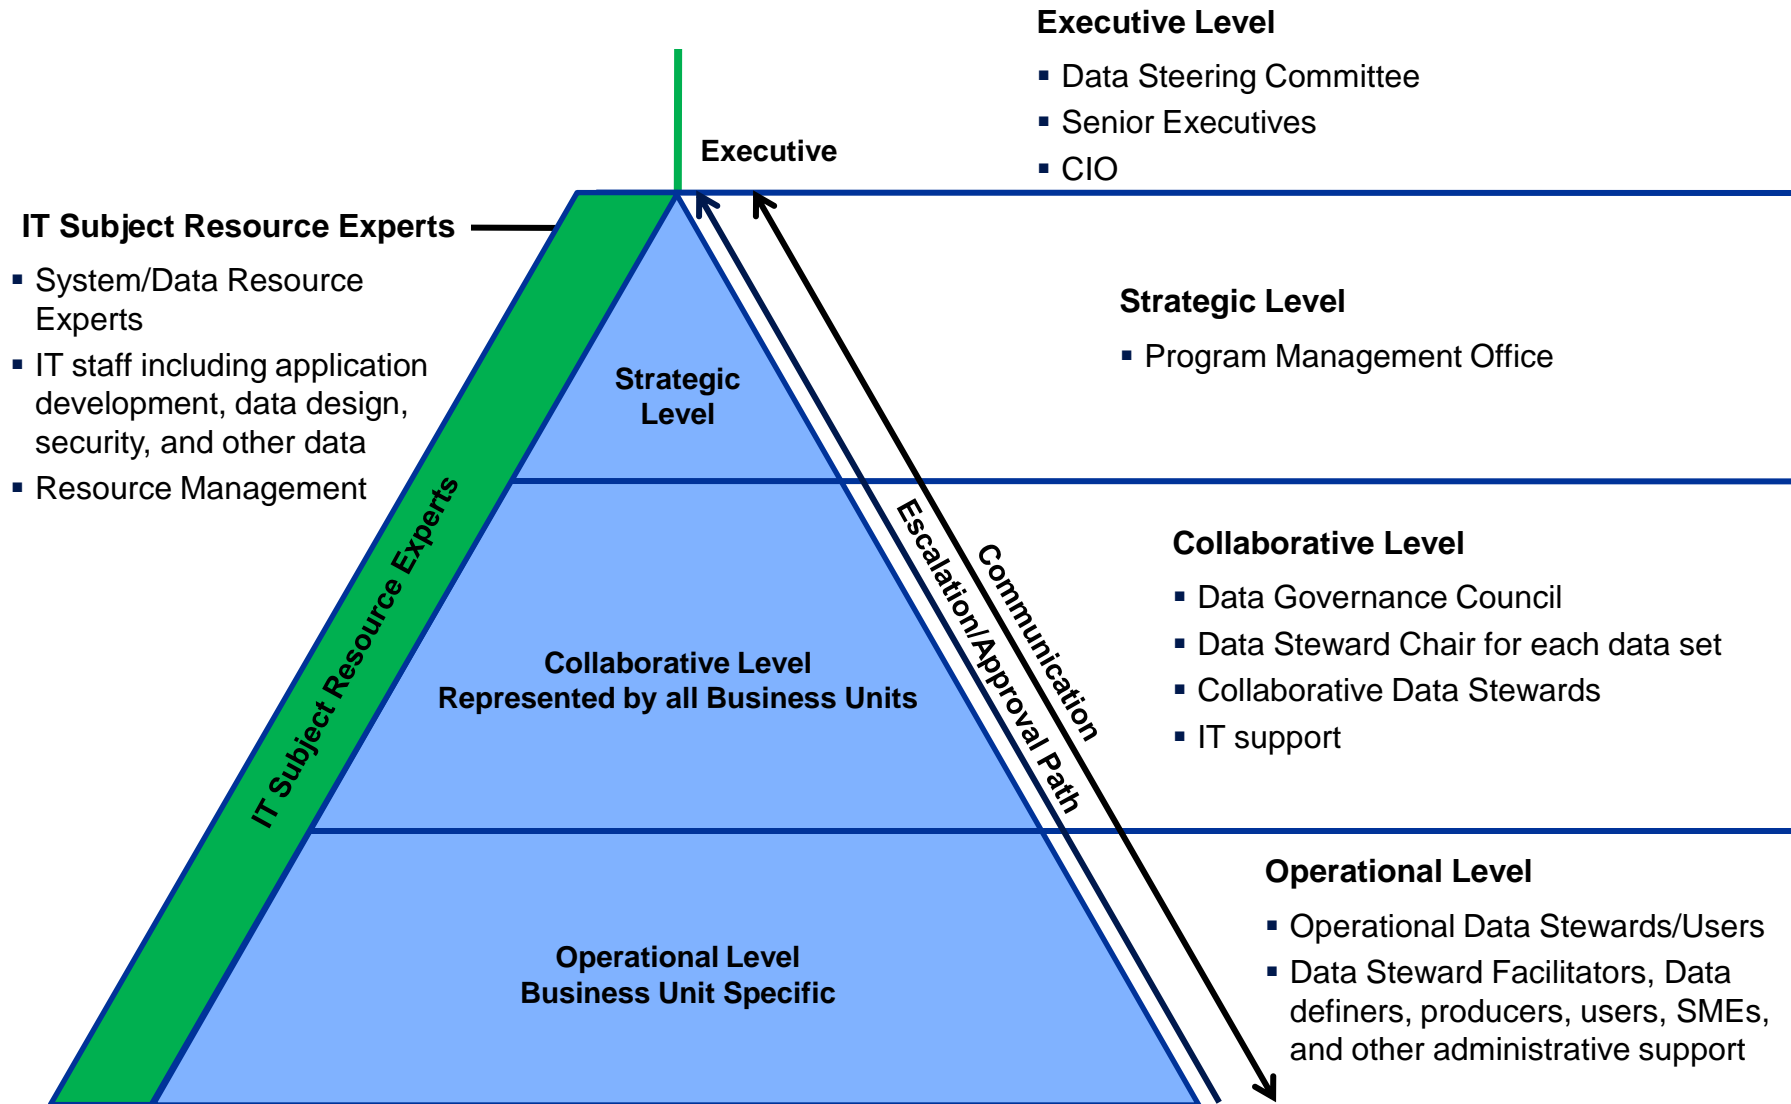 Executive Level
▪ Data Steering Committee
▪ Senior Executives
▪ CIO
Executive
IT Subject Resource Experts
▪ System/Data Resource
Experts
▪ IT staff including application
development, data design,
security, and other data
▪ Resource Management
IT Subject Resource Experts
Strategic
Level
Collaborative Level
Represented by all Business Units
Operational Level
Business Unit Specific
Escalation/Approval Path
Communication
Strategic Level
▪ Program Management Office
Collaborative Level
▪ Data Governance Council
▪ Data Steward Chair for each data set
▪ Collaborative Data Stewards
▪ IT support
Operational Level
▪ Operational Data Stewards/Users
▪ Data Steward Facilitators, Data
definers, producers, users, SMEs,
and other administrative support